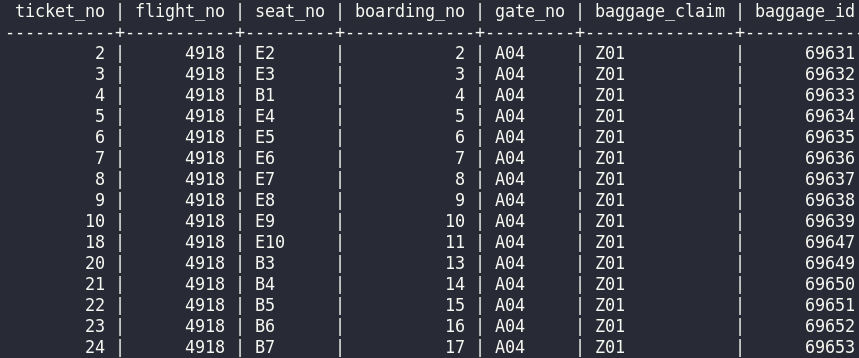 ticket_no | flight_no | seat_no | boarding_no | gate_no | baggage_claim | baggage_id
-----------+-----------+---------+-------------+---------+---------------+-----------
2 | 4918 | E2 | 2 | A04 | Z01 | 69631
3 | 4918 | E3 | 3 | A04 | Z01 | 69632
4 | 4918 | B1 | 4 | A04 | Z01 | 69633
5 | 4918 | E4 | 5 | A04 | Z01 | 69634
6 | 4918 | E5 | 6 | A04 | Z01 | 69635
7 | 4918 | E6 | 7 | A04 | Z01 | 69636
8 | 4918 | E7 | 8 | A04 | Z01 | 69637
9 | 4918 | E8 | 9 | A04 | Z01 | 69638
10 | 4918 | E9 | 10 | A04 | Z01 | 69639
18 | 4918 | E10 | 11 | A04 | Z01 | 69647
20 | 4918 | B3 | 13 | A04 | Z01 | 69649
21 | 4918 | B4 | 14 | A04 | Z01 | 69650
22 | 4918 | B5 | 15 | A04 | Z01 | 69651
23 | 4918 | B6 | 16 | A04 | Z01 | 69652
24 | 4918 | B7 | 17 | A04 | Z01 | 69653